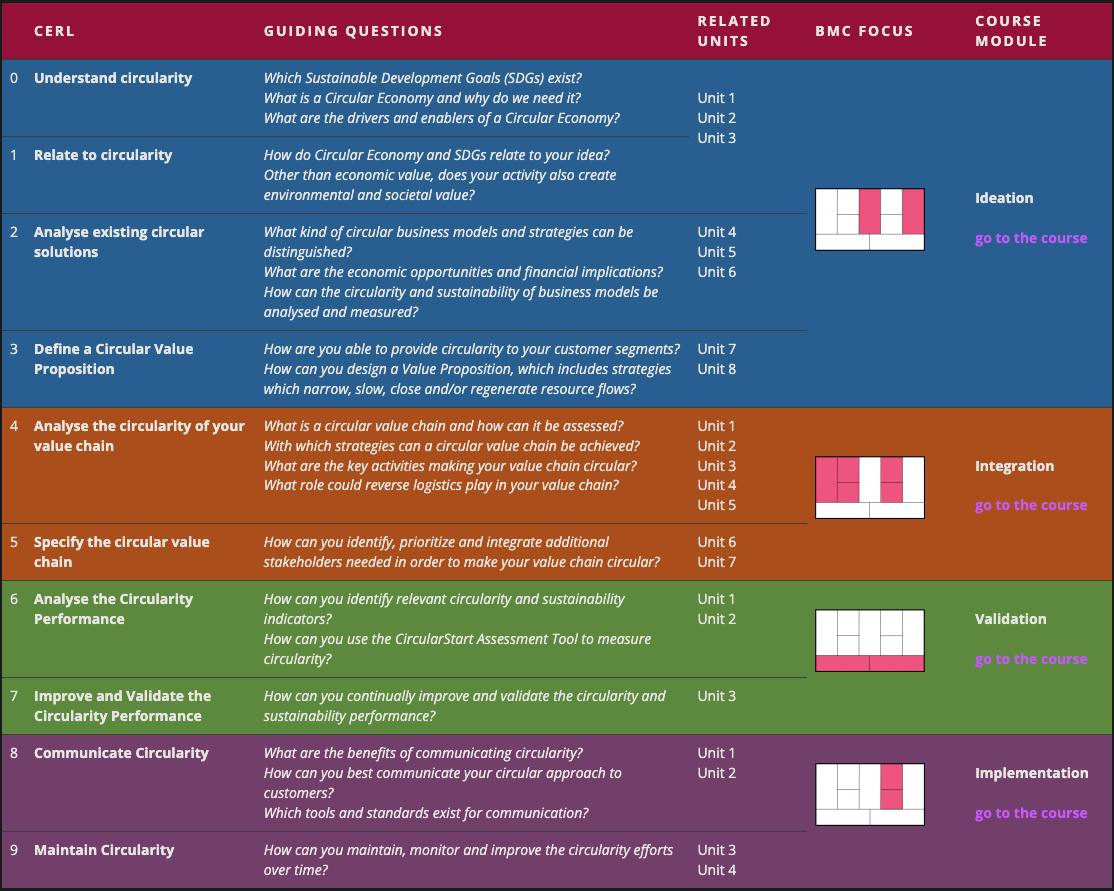 CERL GUIDING QUESTIONS RELATED UNITS BMC FOCUS COURSE MODULE
0 Understand circularity
Which Sustainable Development Goals (SDGs) exist?
What is a Circular Economy and why do we need it?
What are the drivers and enablers of a Circular Economy?
Unit 1
Unit 2
Unit 3
1 Relate to circularity
How do Circular Economy and SDGs relate to your idea?
Other than economic value, does your activity also create
environmental and societal value?
2 Analyse existing circular
solutions
What kind of circular business models and strategies can be
distinguished?
What are the economic opportunities and financial implications?
How can the circularity and sustainability of business models be
analysed and measured?
Unit 4
Unit 5
Unit 6
3 Define a Circular Value
Proposition
How are you able to provide circularity to your customer segments?
How can you design a Value Proposition, which includes strategies
which narrow, slow, close and/or regenerate resource flows?
Unit 7
Unit 8
Ideation
go to the course
4 Analyse the circularity of your
value chain
What is a circular value chain and how can it be assessed?
With which strategies can a circular value chain be achieved?
What are the key activities making your value chain circular?
What role could reverse logistics play in your value chain?
Unit 1
Unit 2
Unit 3
Unit 4
Unit 5
5 Specify the circular value
chain
How can you identify, prioritize and integrate additional
stakeholders needed in order to make your value chain circular?
Unit 6
Unit 7
Integration
go to the course
6 Analyse the Circularity
Performance
How can you identify relevant circularity and sustainability
indicators?
How can you use the CircularStart Assessment Tool to measure
circularity?
Unit 1
Unit 2
7 Improve and Validate the
Circularity Performance
How can you continually improve and validate the circularity and
sustainability performance?
Unit 3
Validation
go to the course
8 Communicate Circularity
What are the benefits of communicating circularity?
How can you best communicate your circular approach to
customers?
Which tools and standards exist for communication?
Unit 1
Unit 2
9 Maintain Circularity
How can you maintain, monitor and improve the circularity efforts
over time?
Unit 3
Unit 4
Implementation
go to the course